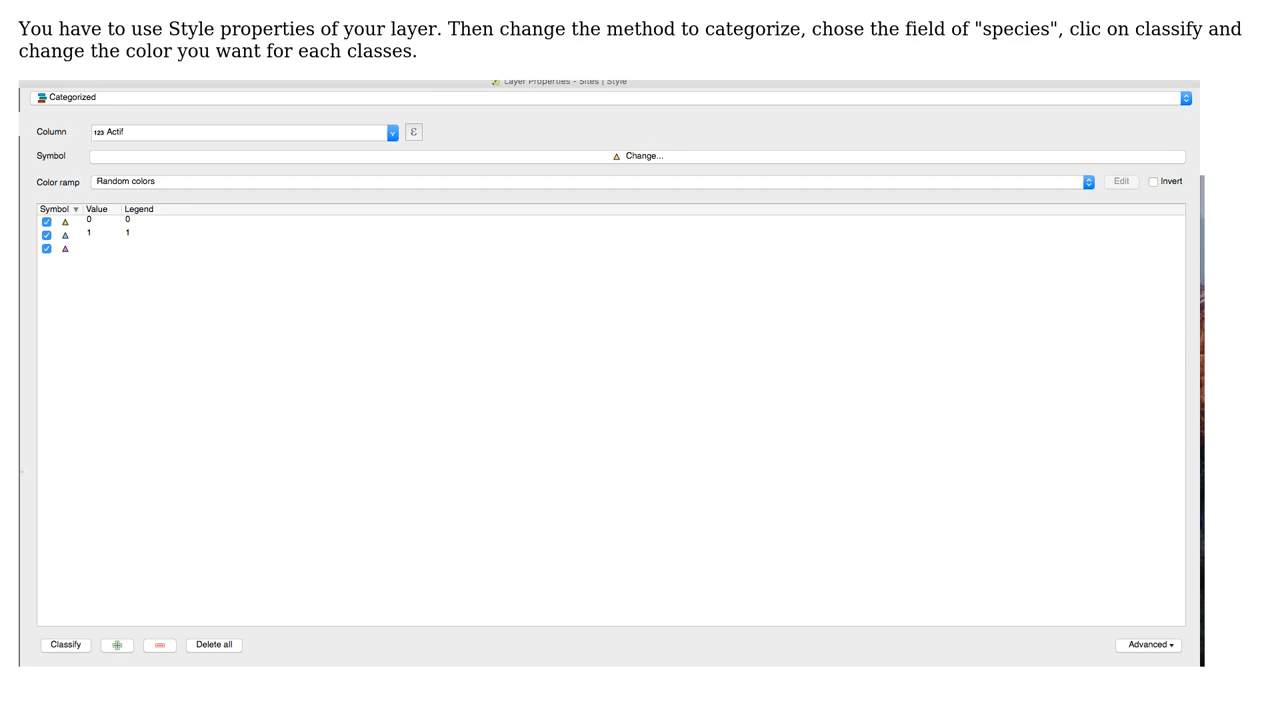 You have to use Style properties of your layer. Then change the method to categorize, chose the field of "species", clic on classify and
change the color you want for each classes.
Layer Properties - Sites | Style
Categorized
Column 123 Actif ε
Symbol Change...
Color ramp Random colors Edit Invert
Symbol Value Legend
0 0
1 1
Classify Delete all Advanced